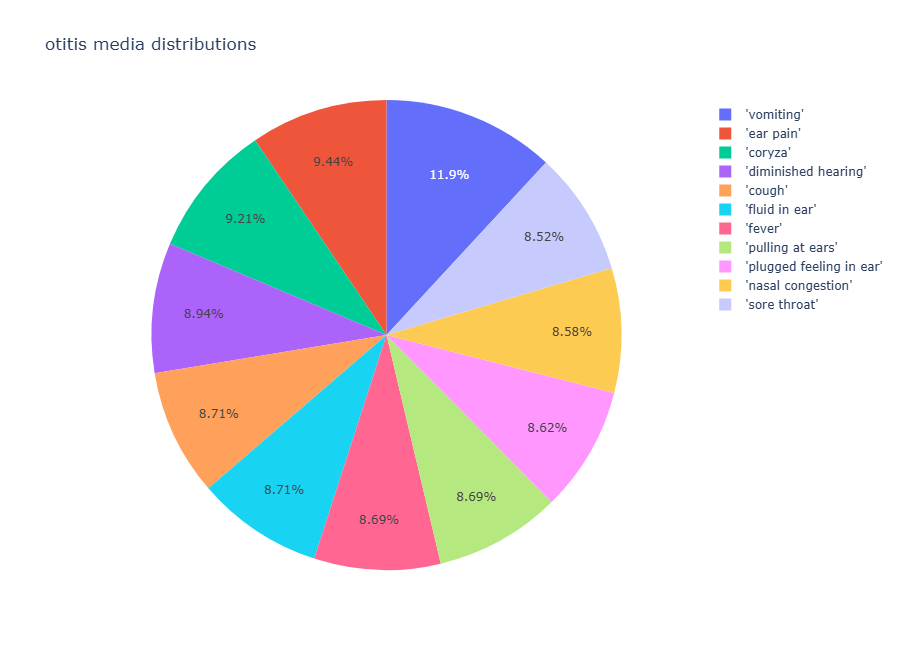 otitis media distributions
'vomiting'
'ear pain'
'coryza'
'diminished hearing'
'cough'
'fluid in ear'
'fever'
'pulling at ears'
'plugged feeling in ear'
'nasal congestion'
'sore throat'
9.44%
11.9%
9.21%
8.52%
8.94%
8.58%
8.71%
8.62%
8.71%
8.69%
8.69%